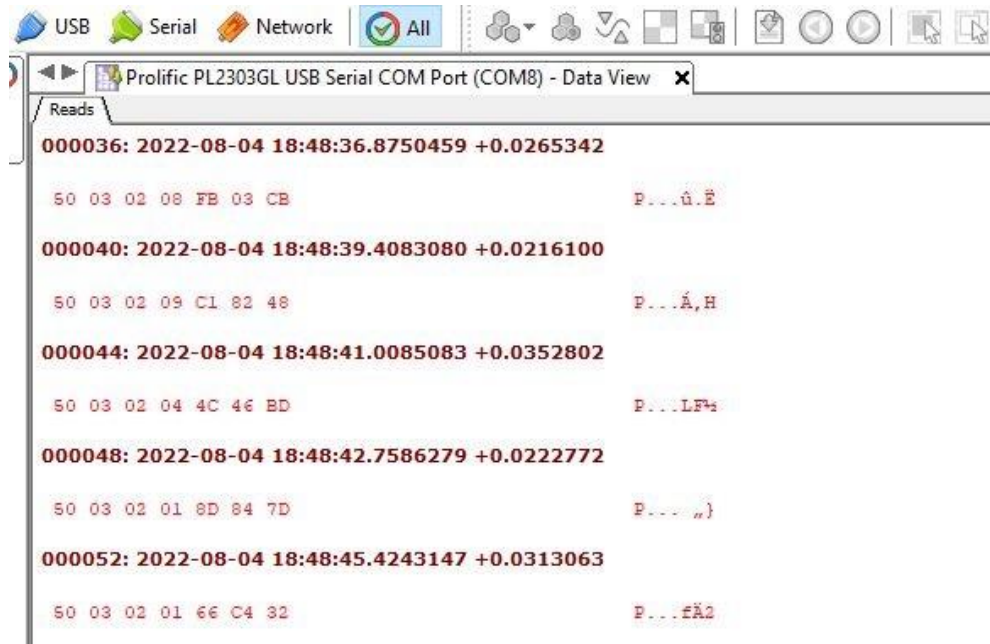 USB Serial Network All
Prolific PL2303GL USB Serial COM Port (COM8) - Data View
Reads
000036: 2022-08-04 18:48:36.8750459 +0.0265342
50 03 02 08 FB 03 CB P...û.Ë
000040: 2022-08-04 18:48:39.4083080 +0.0216100
50 03 02 09 C1 82 48 P...Á‚H
000044: 2022-08-04 18:48:41.0085083 +0.0352802
50 03 02 04 4C 46 BD P...LF½
000048: 2022-08-04 18:48:42.7586279 +0.0222772
50 03 02 01 8D 84 7D P... „}
000052: 2022-08-04 18:48:45.4243147 +0.0313063
50 03 02 01 66 C4 32 P...fÄ2